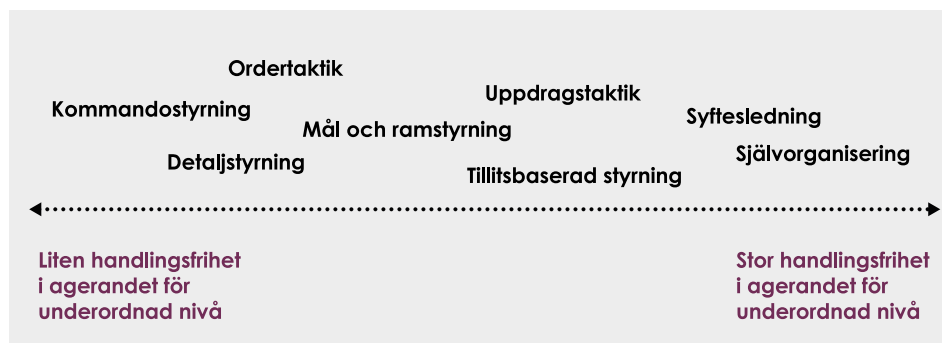 Ordertaktik
Uppdragstaktik
Kommandostyrning
Syftesledning
Mål och ramstyrning
Självorganisering
Detaljstyrning
Tillitsbaserad styrning
Liten handlingsfrihet
i agerandet för
underordnad nivå
Stor handlingsfrihet
i agerandet för
underordnad nivå